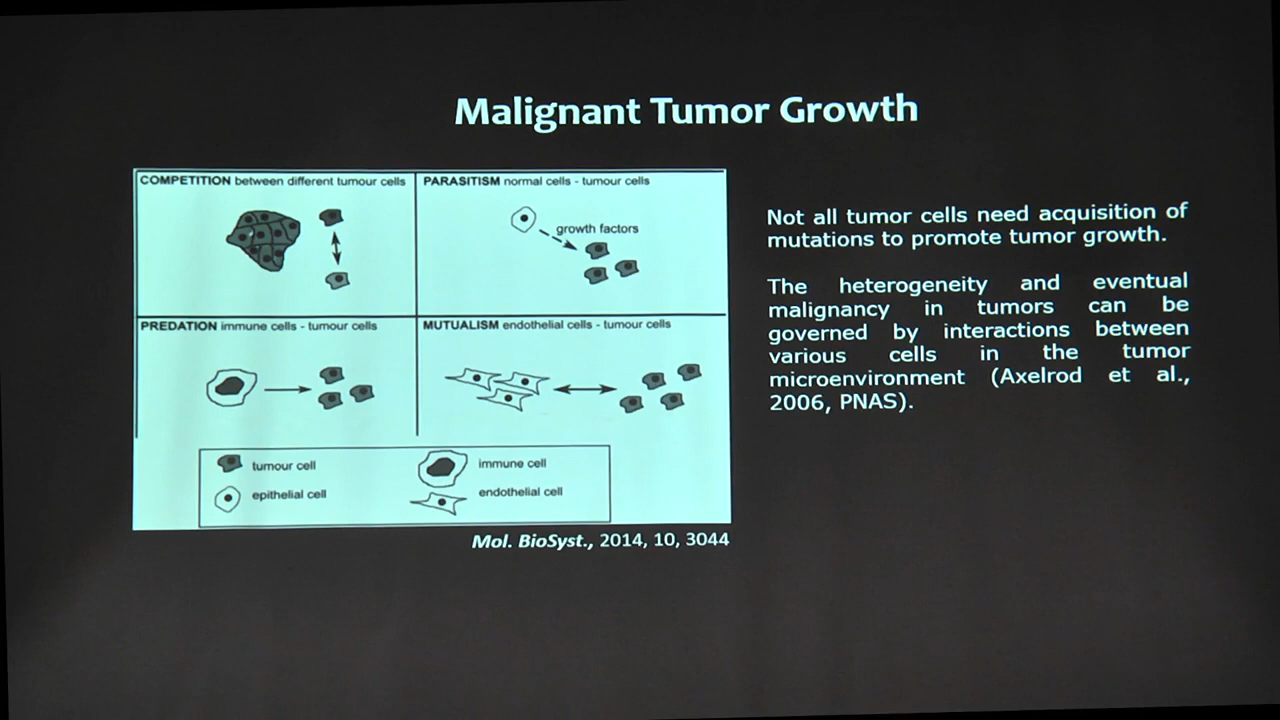 Malignant Tumor Growth
COMPETITION between different tumour cells
PARASITISM normal cells - tumour cells
growth factors
PREDATION immune cells - tumour cells
MUTUALISM endothelial cells - tumour cells
tumour cell
immune cell
epithelial cell
endothelial cell
Mol. BioSyst., 2014, 10, 3044
Not all tumor cells need acquisition of
mutations to promote tumor growth.
The heterogeneity and eventual
malignancy in tumors can be
governed by interactions between
various cells in the tumor
microenvironment (Axelrod et al.,
2006, PNAS).